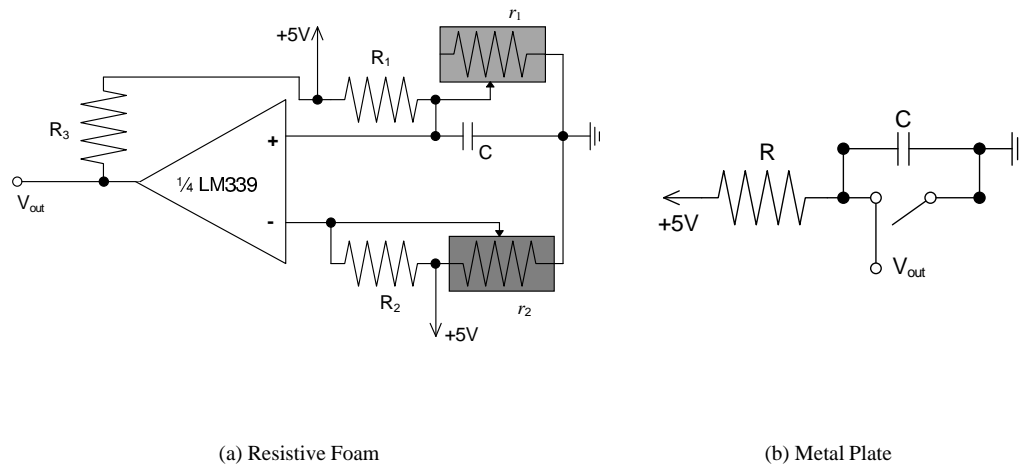 r1
+5V
R1
R3
+
C
¼ LM339
Vout
-
R2
r2
+5V
C
R
+5V
Vout
(a) Resistive Foam
(b) Metal Plate